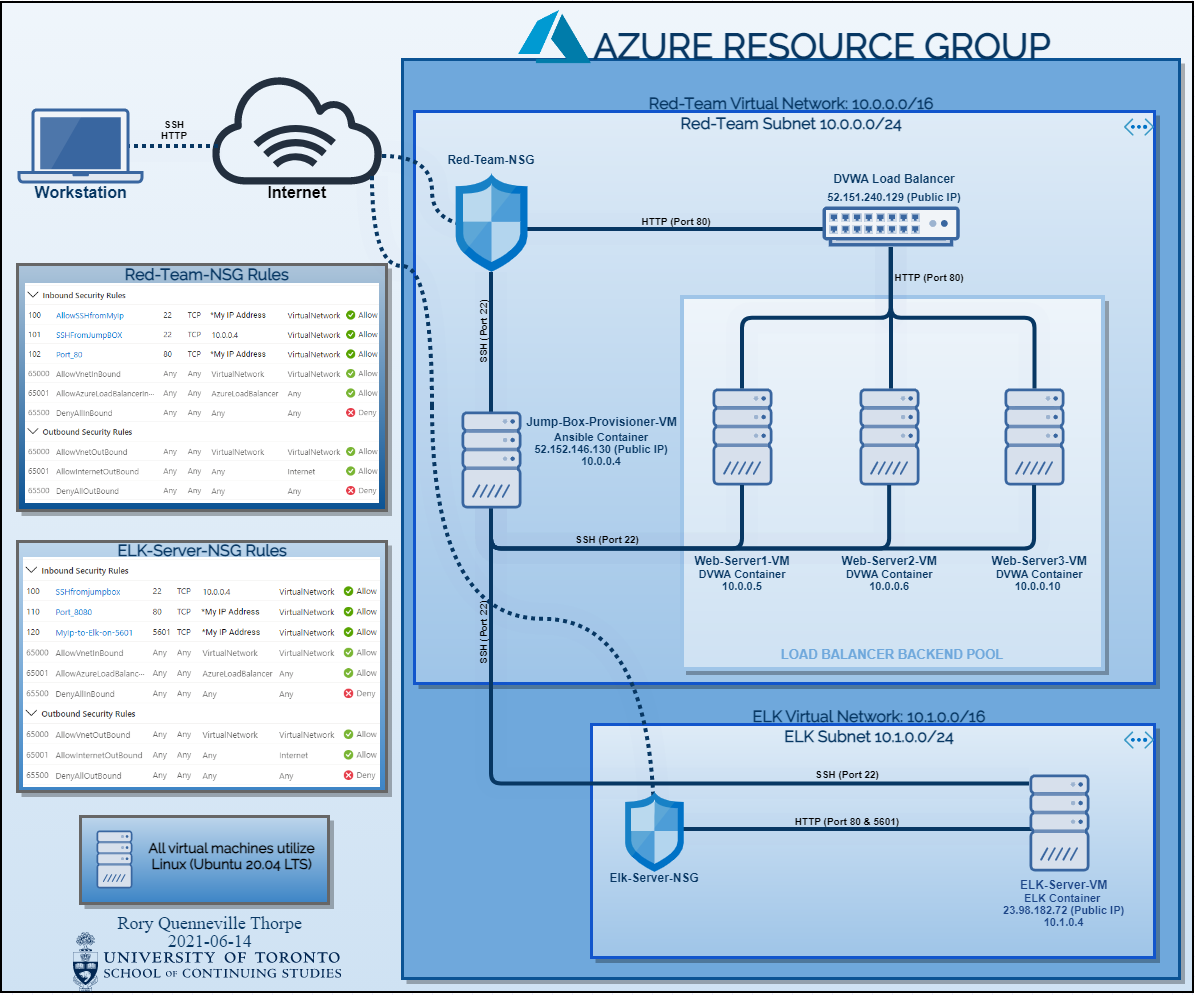 AZURE RESOURCE GROUP
SSH
HTTP
Workstation
Internet
Red-Team Virtual Network: 10.0.0.0/16
Red-Team Subnet 10.0.0.0/24
Red-Team-NSG
HTTP (Port 80)
DVWA Load Balancer
52.151.240.129 (Public IP)
HTTP (Port 80)
SSH (Port 22)
Jump-Box-Provisioner-VM
Ansible Container
52.152.146.130 (Public IP)
10.0.0.4
SSH (Port 22)
Web-Server1-VM
DVWA Container
10.0.0.5
Web-Server2-VM
DVWA Container
10.0.0.6
Web-Server3-VM
DVWA Container
10.0.0.10
LOAD BALANCER BACKEND POOL
SSH (Port 22)
ELK Virtual Network: 10.1.0.0/16
ELK Subnet 10.1.0.0/24
SSH (Port 22)
HTTP (Port 80 & 5601)
Elk-Server-NSG
ELK-Server-VM
ELK Container
23.98.182.72 (Public IP)
10.1.0.4
Red-Team-NSG Rules
Inbound Security Rules
100 AllowSSHfromMyIp 22 TCP *My IP Address VirtualNetwork Allow
101 SSHFromJumpBOX 22 TCP 10.0.0.4 VirtualNetwork Allow
102 Port_80 80 TCP *My IP Address VirtualNetwork Allow
65000 AllowVnetInBound Any Any VirtualNetwork VirtualNetwork Allow
65001 AllowAzureLoadBalancerIn... Any Any AzureLoadBalancer Any Allow
65500 DenyAllInBound Any Any Any Any Deny
Outbound Security Rules
65000 AllowVnetOutBound Any Any VirtualNetwork VirtualNetwork Allow
65001 AllowInternetOutBound Any Any Any Internet Allow
65500 DenyAllOutBound Any Any Any Any Deny
ELK-Server-NSG Rules
Inbound Security Rules
100 SSHfromjumpbox 22 TCP 10.0.0.4 VirtualNetwork Allow
110 Port_8080 80 TCP *My IP Address VirtualNetwork Allow
120 MyIp-to-Elk-on-5601 5601 TCP *My IP Address VirtualNetwork Allow
65000 AllowVnetInBound Any Any VirtualNetwork VirtualNetwork Allow
65001 AllowAzureLoadBalanc... Any Any AzureLoadBalancer Any Allow
65500 DenyAllInBound Any Any Any Any Deny
Outbound Security Rules
65000 AllowVnetOutBound Any Any VirtualNetwork VirtualNetwork Allow
65001 AllowInternetOutBound Any Any Any Internet Allow
65500 DenyAllOutBound Any Any Any Any Deny
All virtual machines utilize
Linux (Ubuntu 20.04 LTS)
Rory Quenneville Thorpe
2021-06-14
UNIVERSITY OF TORONTO
SCHOOL OF CONTINUING STUDIES